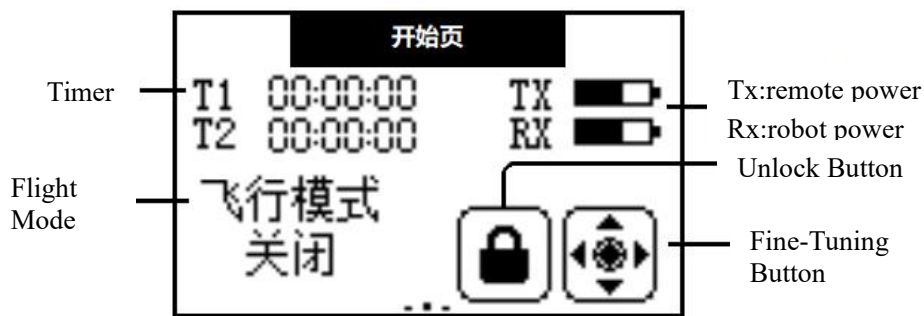 开始页
Timer
T1 00:00:00
T2 00:00:00
TX
RX
Tx:remote power
Rx:robot power
Unlock Button
Flight
Mode
飞行模式
关闭
Fine-Tuning
Button